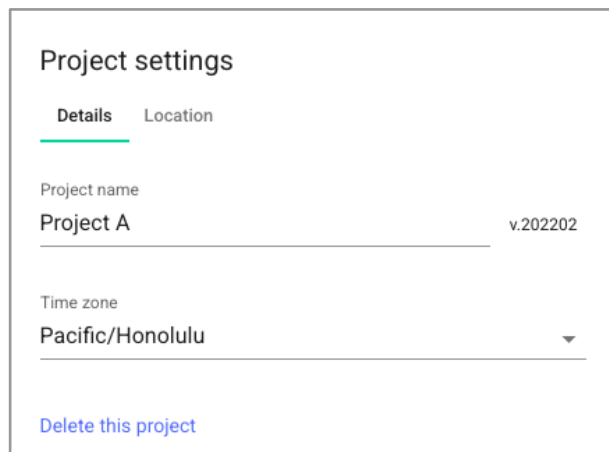 Project settings
Details Location
Project name
Project A v.202202
Time zone
Pacific/Honolulu
Delete this project